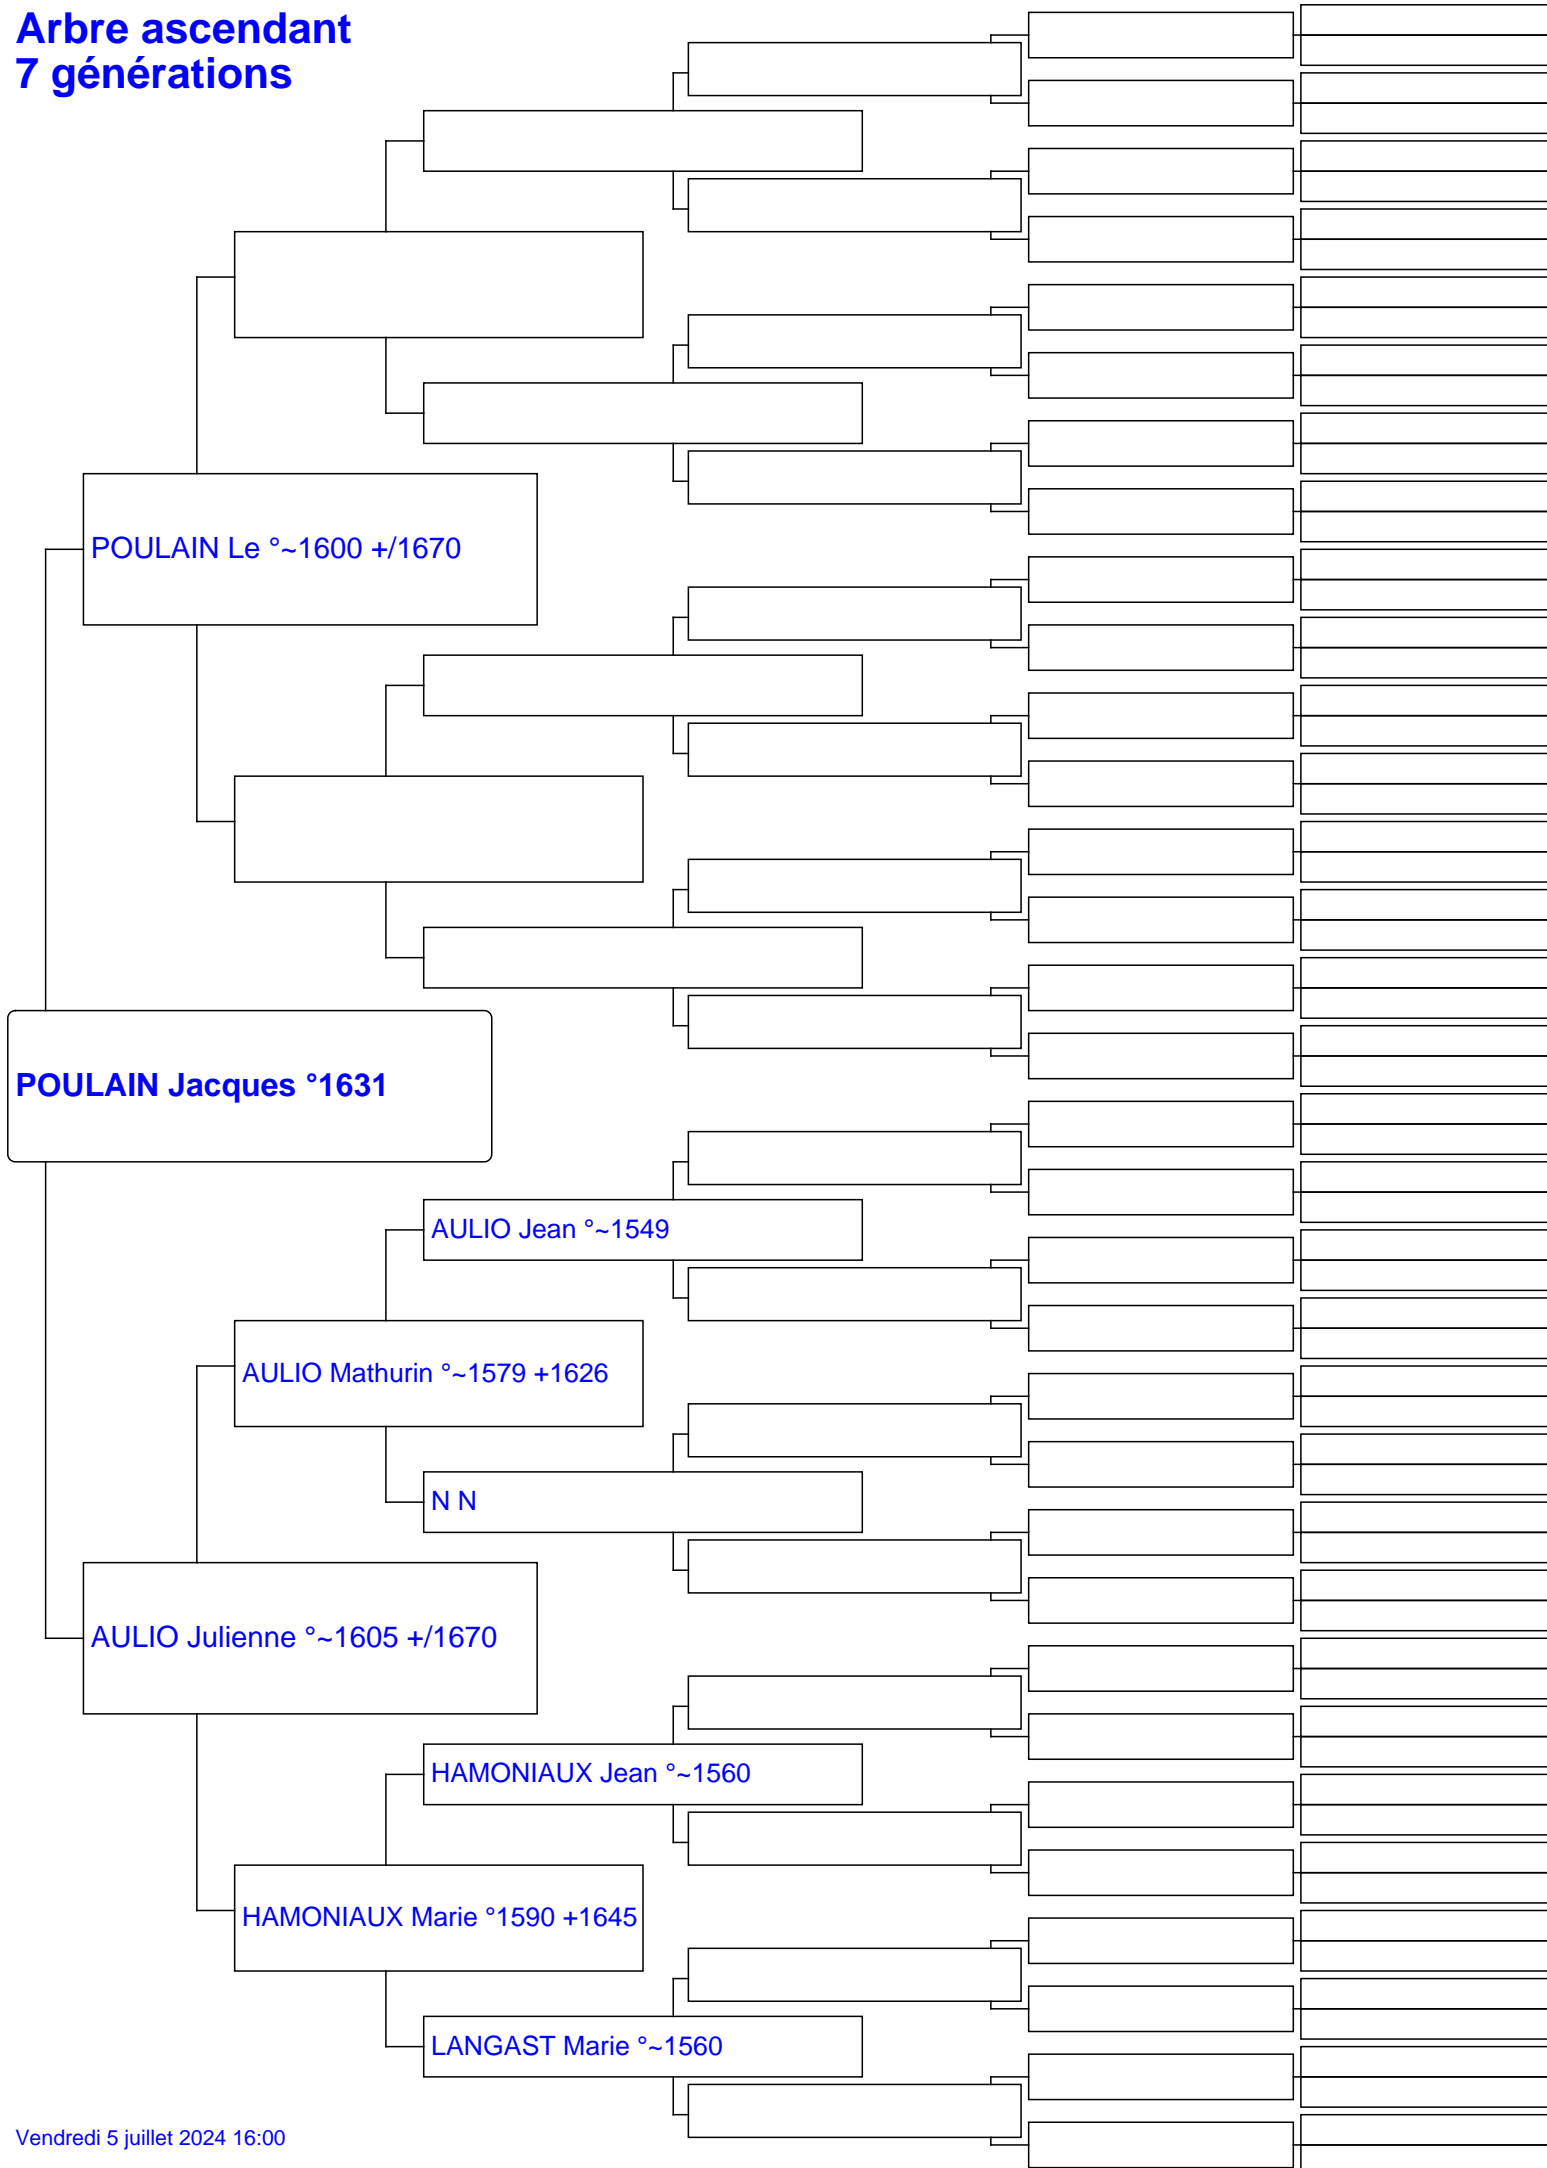 Arbre ascendant
7 générations
POULAIN Le °~1600 +/1670
POULAIN Jacques °1631
AULIO Jean °~1549
AULIO Mathurin °~1579 +1626
N N
AULIO Julienne °~1605 +/1670
HAMONIAUX Jean °~1560
HAMONIAUX Marie °1590 +1645
LANGAST Marie °~1560
Vendredi 5 juillet 2024 16:00